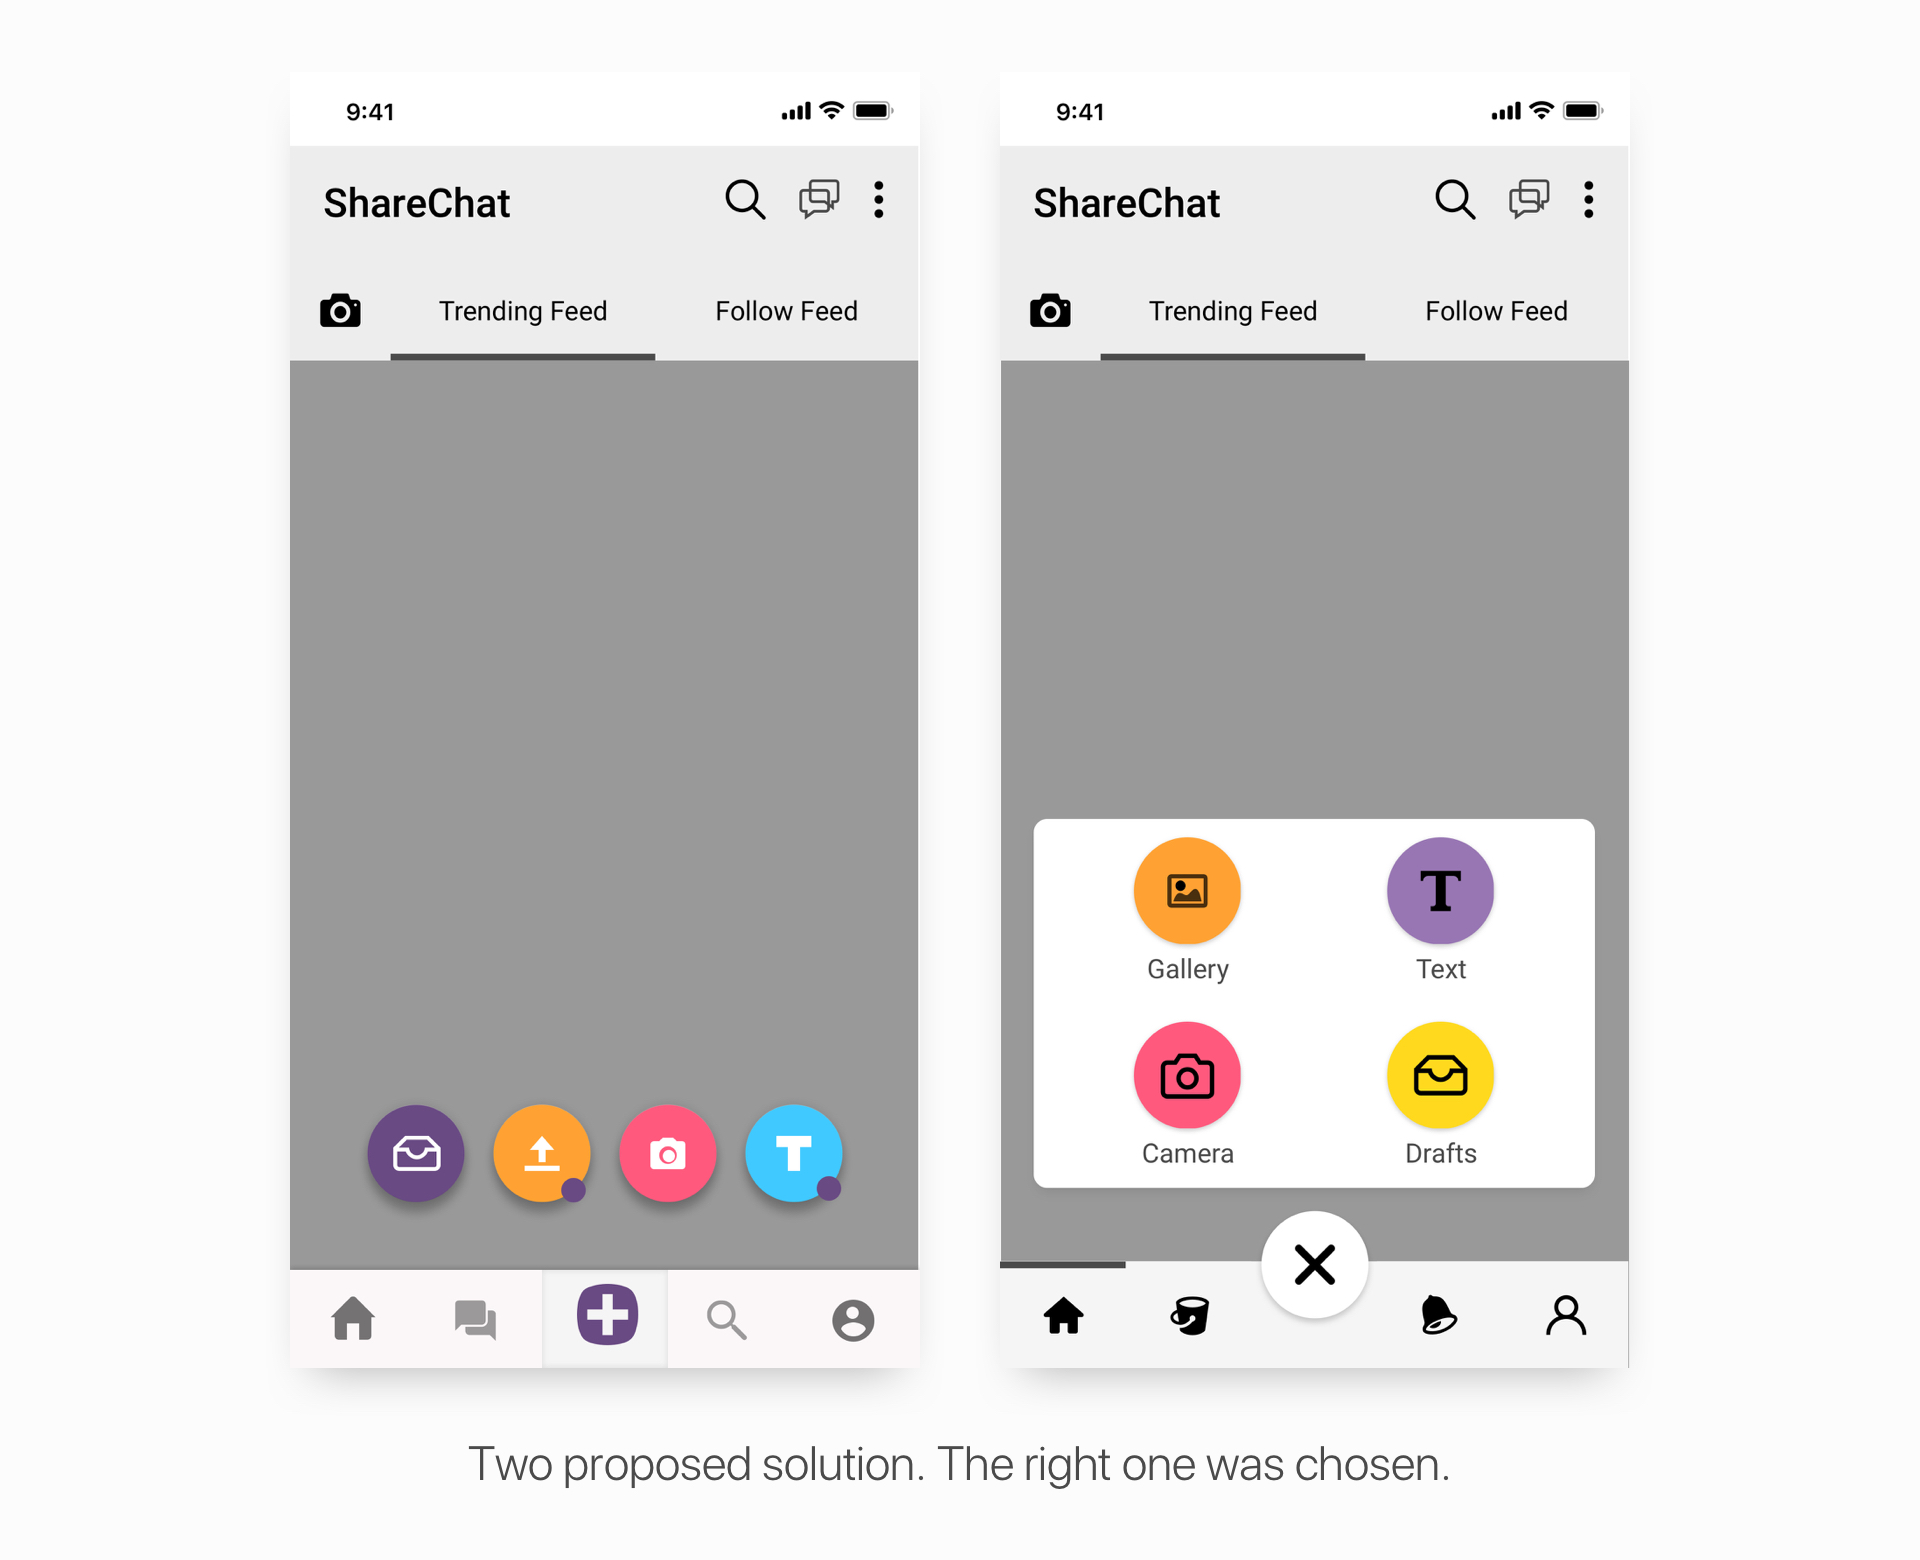 9:41
ShareChat
Trending Feed Follow Feed
T
9:41
ShareChat
Trending Feed Follow Feed
T
Gallery Text
Camera Drafts
Two proposed solution. The right one was chosen.